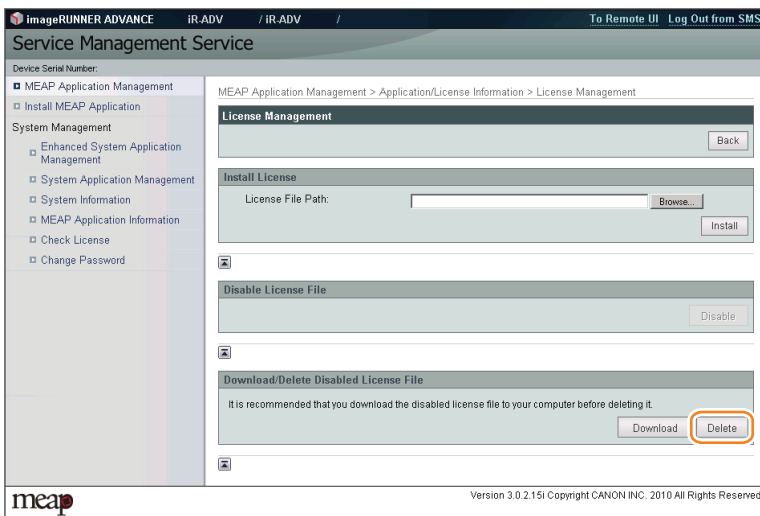 imageRUNNER ADVANCE iR-ADV / iR-ADV /
To Remote UI Log Out from SMS
Service Management Service
Device Serial Number:
MEAP Application Management
Install MEAP Application
System Management
Enhanced System Application
Management
System Application Management
System Information
MEAP Application Information
Check License
Change Password
MEAP Application Management > Application/License Information > License Management
License Management
Back
Install License
License File Path:
Browse...
Install
Disable License File
Disable
Download/Delete Disabled License File
It is recommended that you download the disabled license file to your computer before deleting it.
Download Delete
meap
Version 3.0.2.15i Copyright CANON INC. 2010 All Rights Reserved